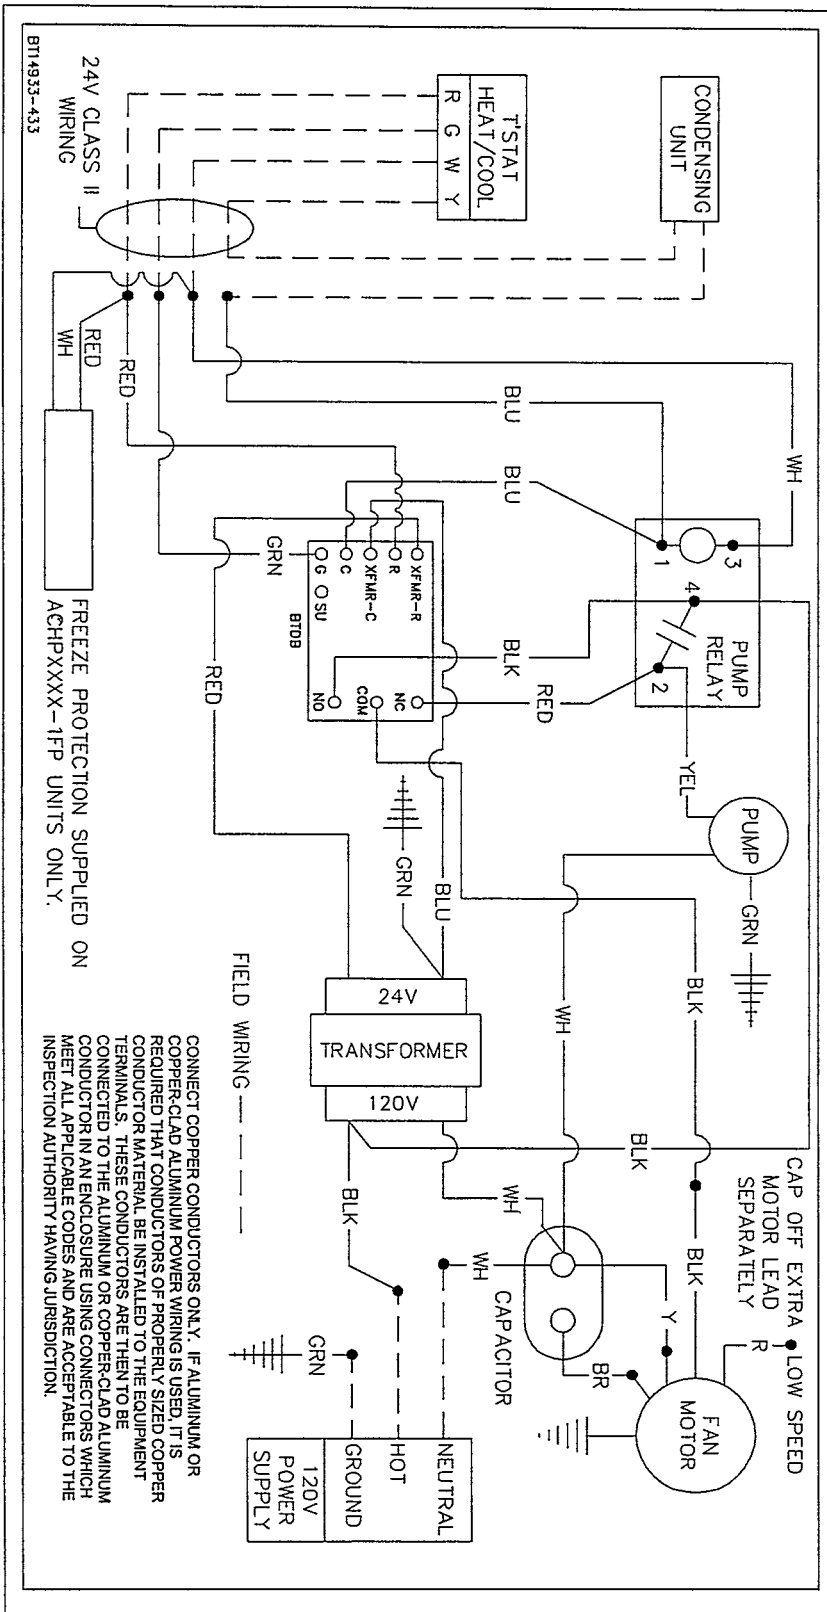 CONDENSING
UNIT
T'STAT
HEAT/COOL
R G W Y
24V CLASS II
WIRING
BT14933-433
RED
WH
RED
FREEZE PROTECTION SUPPLIED ON
ACHPXXXX-1FP UNITS ONLY.
BLU
BLU
WH
GRN
RED
XFMR-R
R
XFMR-C
C
G
SU
BTDB
NC
COM
NO
BLK
RED
1
3
4
2
PUMP
RELAY
YEL
PUMP
GRN
GRN
BLU
WH
BLK
24V
TRANSFORMER
120V
FIELD WIRING
BLK
BLK
WH
WH
CAPACITOR
Y
BR
BLK
CAP OFF EXTRA
MOTOR LEAD
SEPARATELY
R
LOW SPEED
FAN
MOTOR
GRN
NEUTRAL
HOT
GROUND
120V
POWER
SUPPLY
CONNECT COPPER CONDUCTORS ONLY. IF ALUMINUM OR
COPPER-CLAD ALUMINUM POWER WIRING IS USED, IT IS
REQUIRED THAT CONDUCTORS OF PROPERLY SIZED COPPER
CONDUCTOR MATERIAL BE INSTALLED TO THE EQUIPMENT
TERMINALS. THESE CONDUCTORS ARE THEN TO BE
CONNECTED TO THE ALUMINUM OR COPPER-CLAD ALUMINUM
CONDUCTOR IN AN ENCLOSURE USING CONNECTORS WHICH
MEET ALL APPLICABLE CODES AND ARE ACCEPTABLE TO THE
INSPECTION AUTHORITY HAVING JURISDICTION.